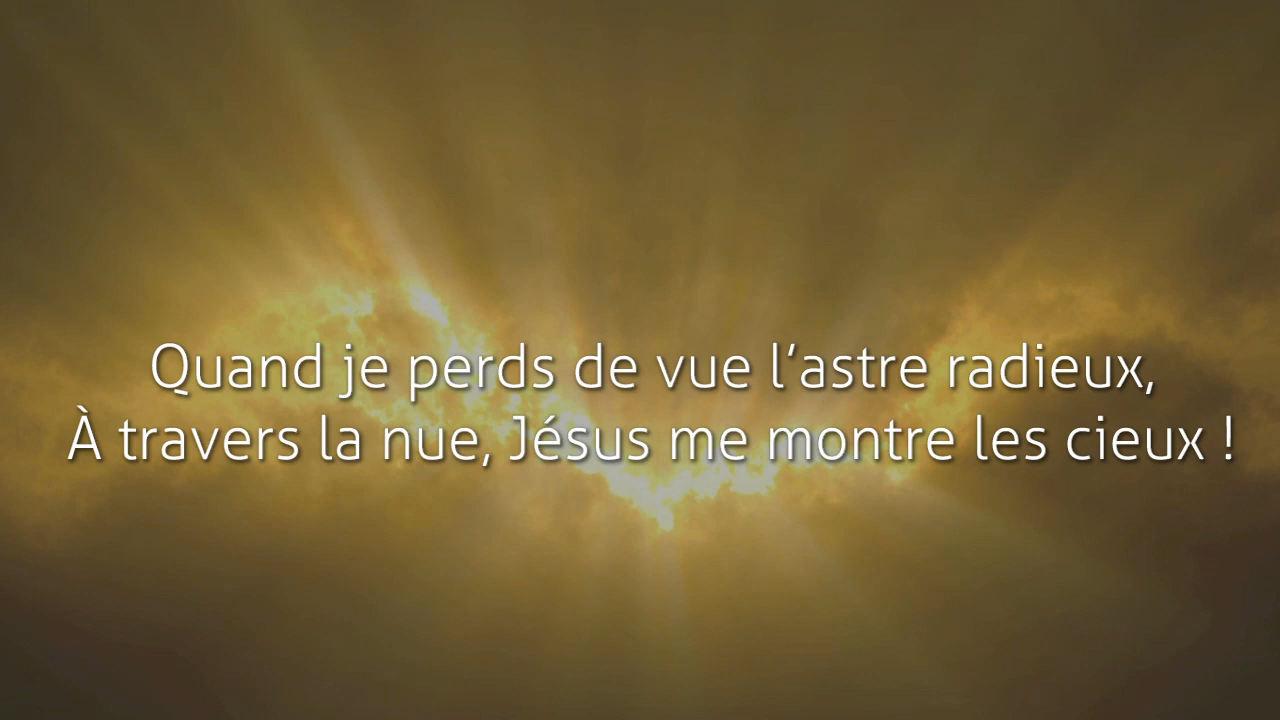 Quand je perds de vue l’astre radieux,
À travers la nue, Jésus me montre les cieux !